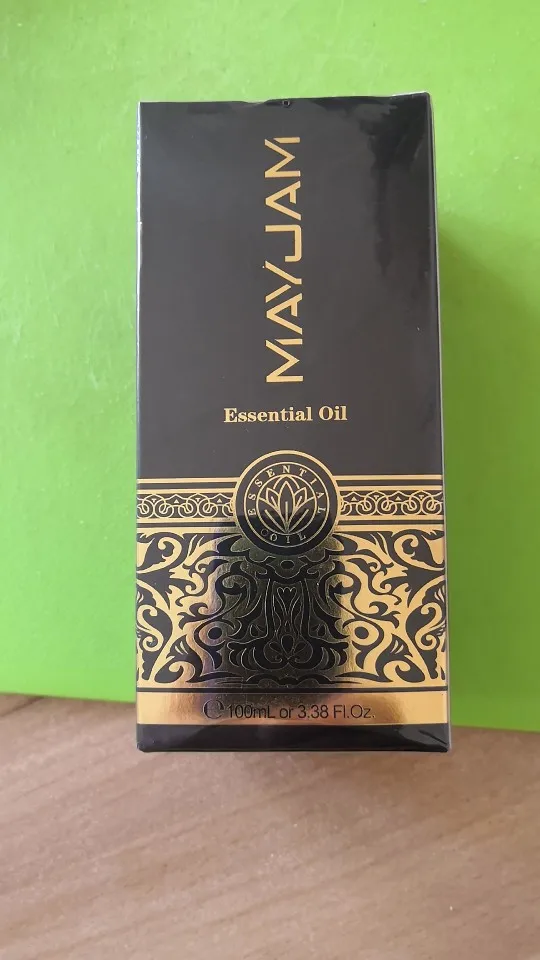 MAYJAM
Essential Oil
ESSENTIAL
OIL
℮ 100mL or 3.38 Fl.Oz.